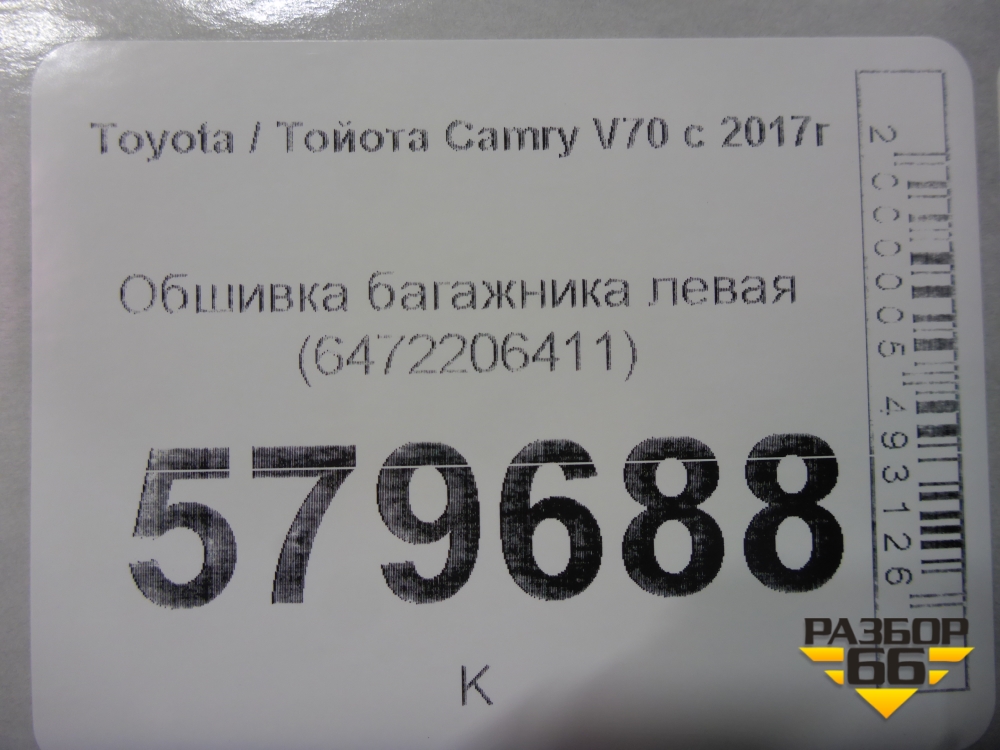 Toyota / Тойота Camry V70 с 2017г
Обшивка багажника левая
(6472206411)
579688
К
2000005493126
РАЗБОР
66